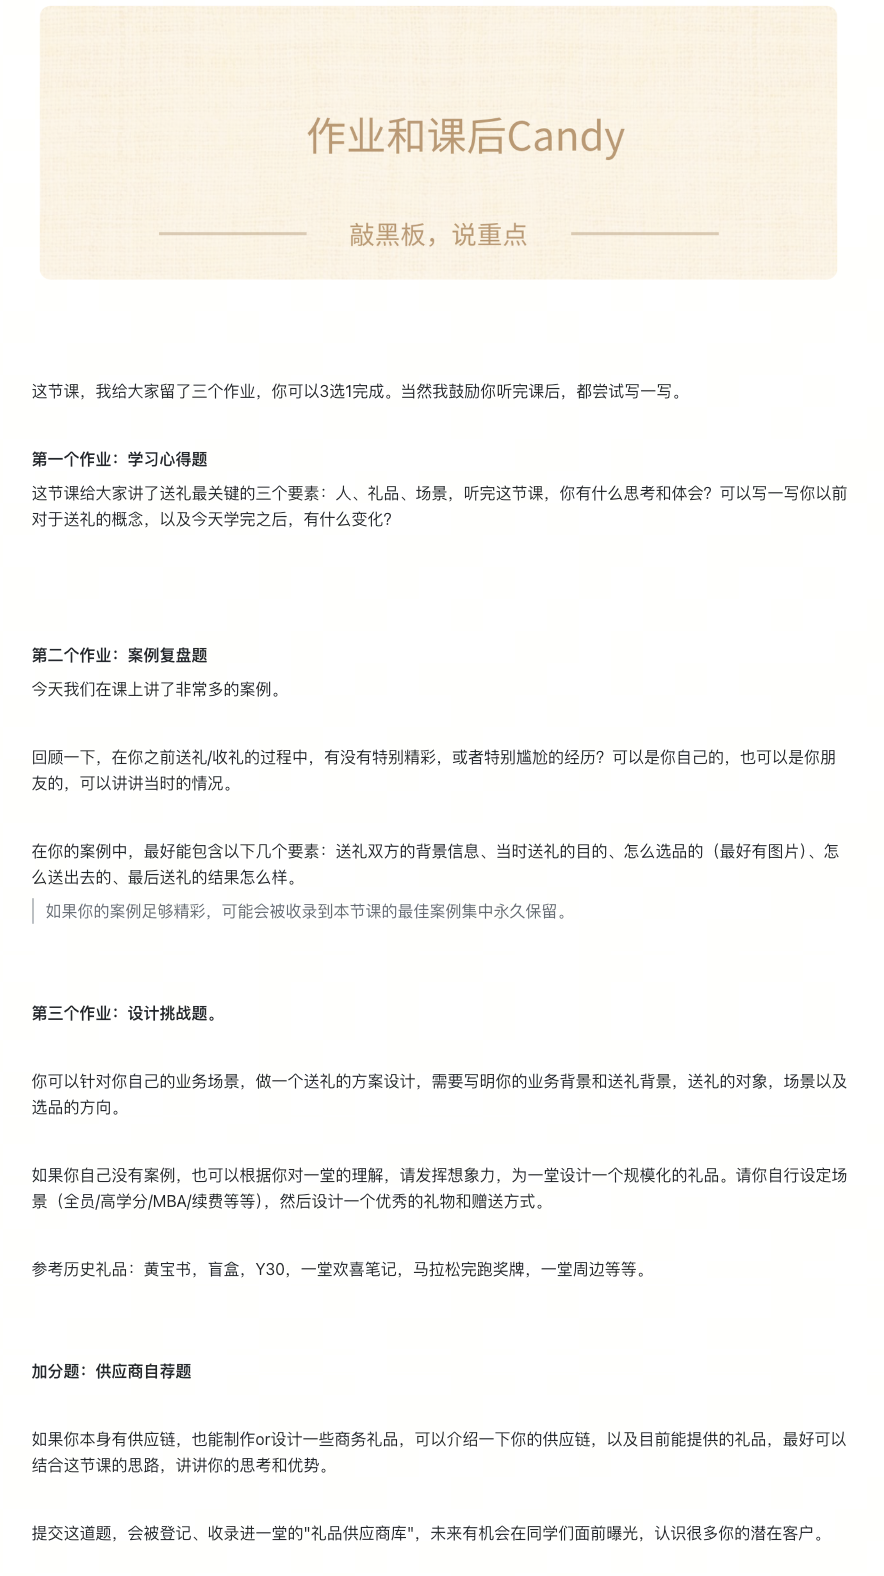 作业和课后Candy
敲黑板，说重点
这节课，我给大家留了三个作业，你可以3选1完成。当然我鼓励你听完课后，都尝试写一写。
第一个作业：学习心得题
这节课给大家讲了送礼最关键的三个要素：人、礼品、场景，听完这节课，你有什么思考和体会？可以写一写你以前
对于送礼的概念，以及今天学完之后，有什么变化？
第二个作业：案例复盘题
今天我们在课上讲了非常多的案例。
回顾一下，在你之前送礼/收礼的过程中，有没有特别精彩，或者特别尴尬的经历？可以是你自己的，也可以是你朋
友的，可以讲讲当时的情况。
在你的案例中，最好能包含以下几个要素：送礼双方的背景信息、当时送礼的目的、怎么选品的（最好有图片）、怎
么送出去的、最后送礼的结果怎么样。
如果你的案例足够精彩，可能会被收录到本节课的最佳案例集中永久保留。
第三个作业：设计挑战题。
你可以针对你自己的业务场景，做一个送礼的方案设计，需要写明你的业务背景和送礼背景，送礼的对象，场景以及
选品的方向。
如果你自己没有案例，也可以根据你对一堂的理解，请发挥想象力，为一堂设计一个规模化的礼品。请你自行设定场
景（全员/高学分/MBA/续费等等），然后设计一个优秀的礼物和赠送方式。
参考历史礼品：黄宝书，盲盒，Y30，一堂欢喜笔记，马拉松完跑奖牌，一堂周边等等。
加分题：供应商自荐题
如果你本身有供应链，也能制作or设计一些商务礼品，可以介绍一下你的供应链，以及目前能提供的礼品，最好可以
结合这节课的思路，讲讲你的思考和优势。
提交这道题，会被登记、收录进一堂的"礼品供应商库"，未来有机会在同学们面前曝光，认识很多你的潜在客户。